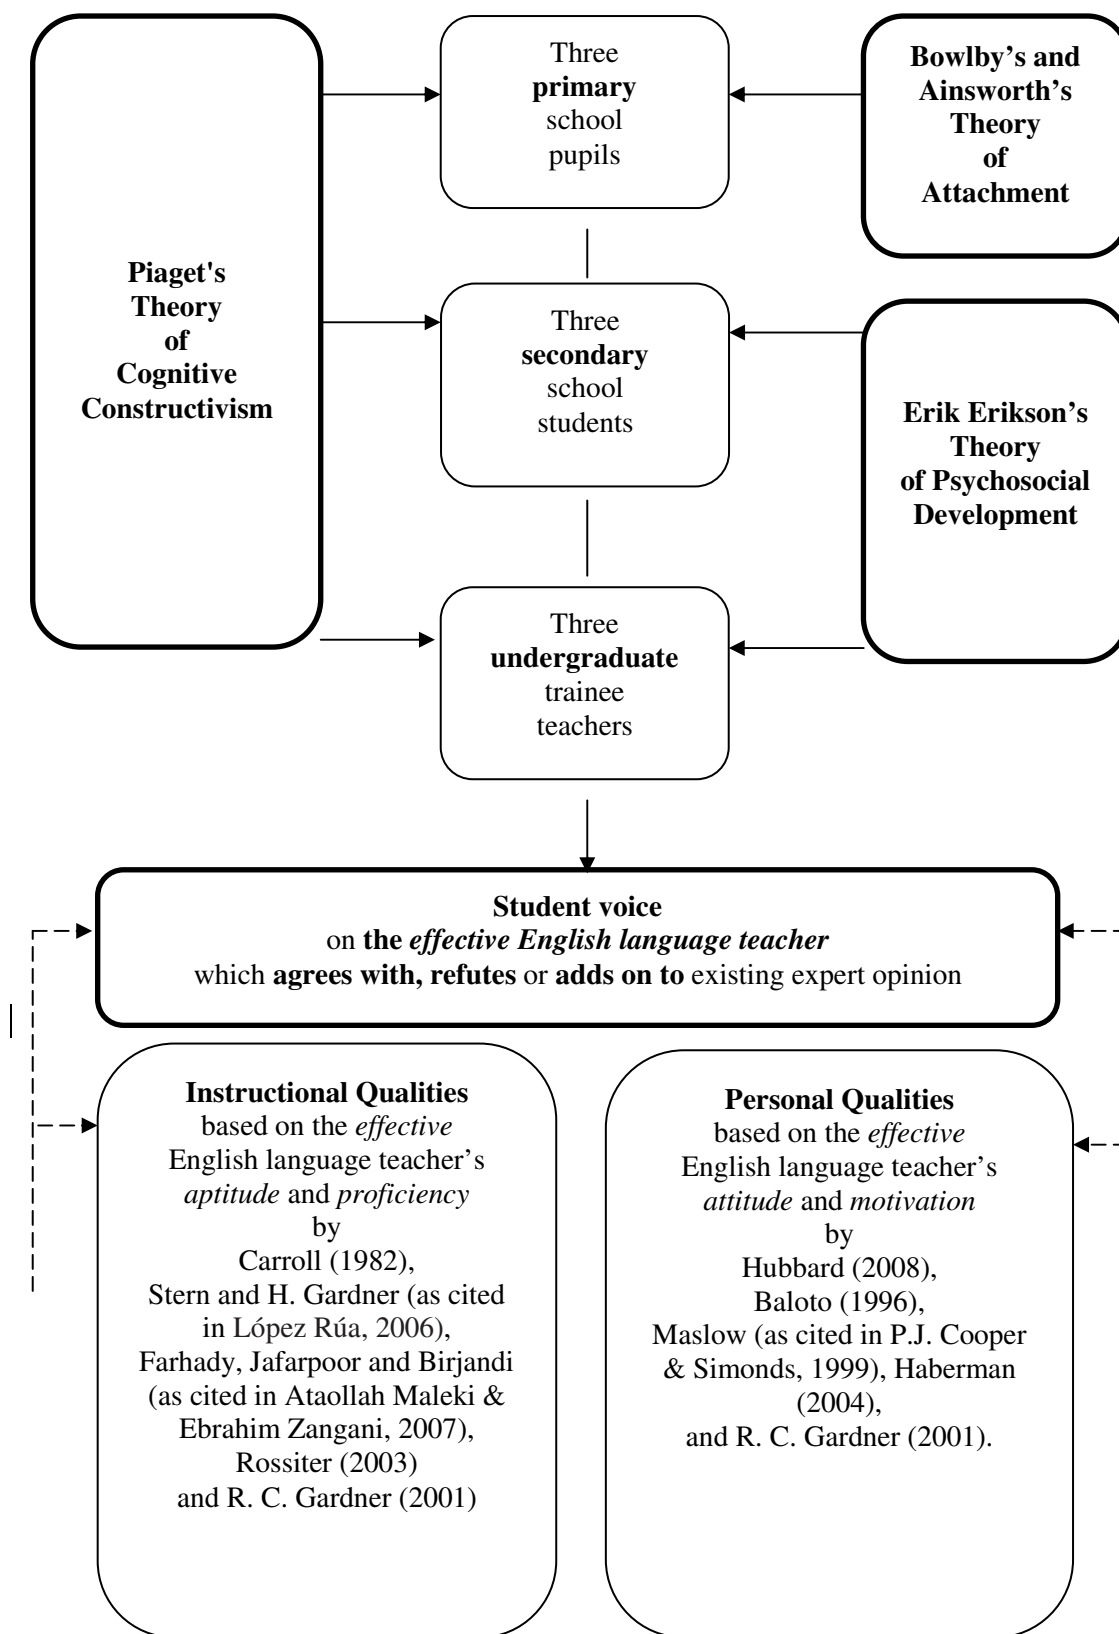 Piaget's
Theory
of
Cognitive
Constructivism
Three
primary
school
pupils
Bowlby’s and
Ainsworth’s
Theory
of
Attachment
Three
secondary
school
students
Erik Erikson’s
Theory
of Psychosocial
Development
Three
undergraduate
trainee
teachers
Student voice
on the effective English language teacher
which agrees with, refutes or adds on to existing expert opinion
Instructional Qualities
based on the effective
English language teacher’s
aptitude and proficiency
by
Carroll (1982),
Stern and H. Gardner (as cited
in López Rúa, 2006),
Farhady, Jafarpoor and Birjandi
(as cited in Ataollah Maleki &
Ebrahim Zangani, 2007),
Rossiter (2003)
and R. C. Gardner (2001)
Personal Qualities
based on the effective
English language teacher’s
attitude and motivation
by
Hubbard (2008),
Baloto (1996),
Maslow (as cited in P.J. Cooper
& Simonds, 1999), Haberman
(2004),
and R. C. Gardner (2001).